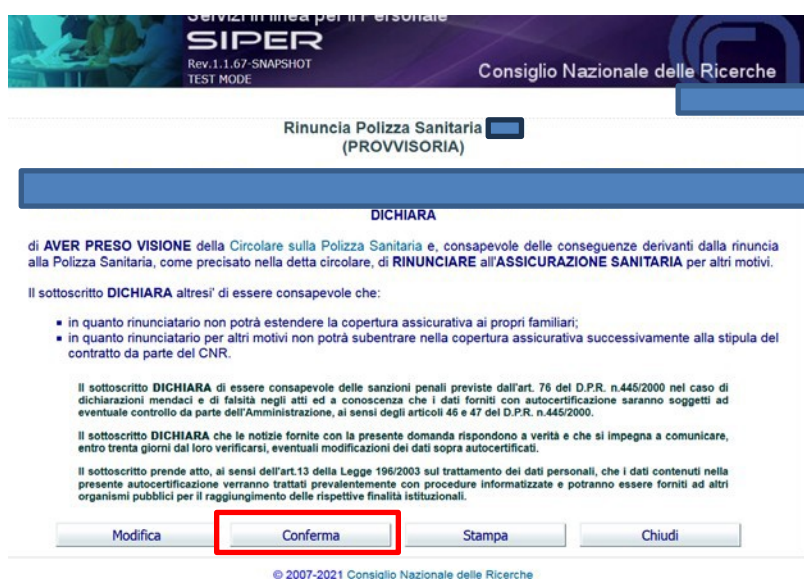 Servizi in linea per il Personale
SIPER
Rev.1.1.67-SNAPSHOT
TEST MODE
Consiglio Nazionale delle Ricerche
Rinuncia Polizza Sanitaria
(PROVVISORIA)
DICHIARA
di AVER PRESO VISIONE della Circolare sulla Polizza Sanitaria e, consapevole delle conseguenze derivanti dalla rinuncia
alla Polizza Sanitaria, come precisato nella detta circolare, di RINUNCIARE all'ASSICURAZIONE SANITARIA per altri motivi.
Il sottoscritto DICHIARA altresi' di essere consapevole che:
▪ in quanto rinunciatario non potrà estendere la copertura assicurativa ai propri familiari;
▪ in quanto rinunciatario per altri motivi non potrà subentrare nella copertura assicurativa successivamente alla stipula del
contratto da parte del CNR.
Il sottoscritto DICHIARA di essere consapevole delle sanzioni penali previste dall'art. 76 del D.P.R. n.445/2000 nel caso di
dichiarazioni mendaci e di falsità negli atti ed a conoscenza che i dati forniti con autocertificazione saranno soggetti ad
eventuale controllo da parte dell'Amministrazione, ai sensi degli articoli 46 e 47 del D.P.R. n.445/2000.
Il sottoscritto DICHIARA che le notizie fornite con la presente domanda rispondono a verità e che si impegna a comunicare,
entro trenta giorni dal loro verificarsi, eventuali modificazioni dei dati sopra autocertificati.
Il sottoscritto prende atto, ai sensi dell'art.13 della Legge 196/2003 sul trattamento dei dati personali, che i dati contenuti nella
presente autocertificazione verranno trattati prevalentemente con procedure informatizzate e potranno essere forniti ad altri
organismi pubblici per il raggiungimento delle rispettive finalità istituzionali.
Modifica Conferma Stampa Chiudi
© 2007-2021 Consiglio Nazionale delle Ricerche